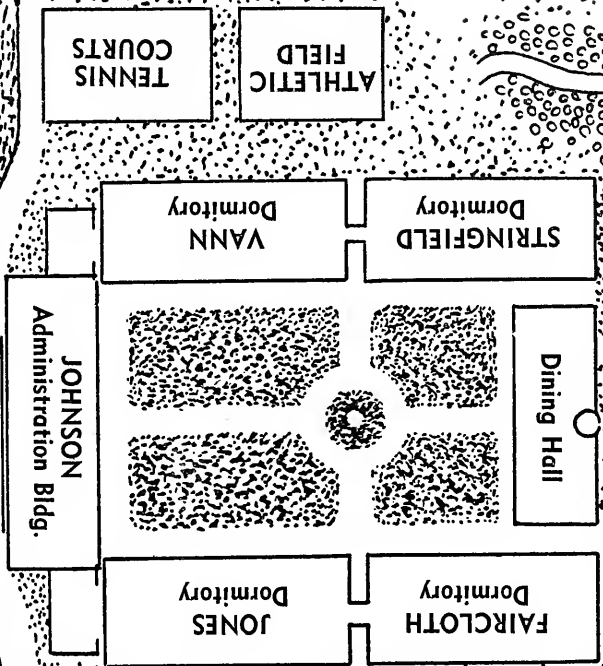 TENNIS
COURTS
ATHLETIC
FIELD
VANN
Dormitory
STRINGFIELD
Dormitory
JOHNSON
Administration Bldg.
Dining Hall
JONES
Dormitory
FAIRCLOTH
Dormitory